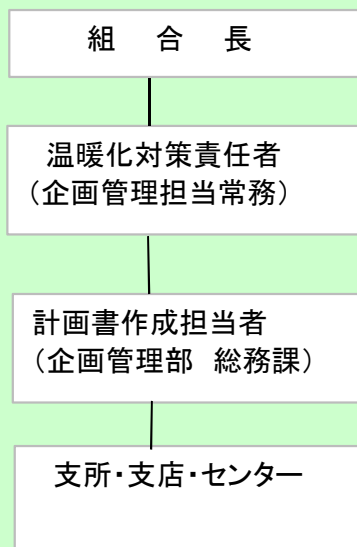 組　合　長
温暖化対策責任者
（企画管理担当常務）
計画書作成担当者
（企画管理部　総務課）
支所・支店・センター